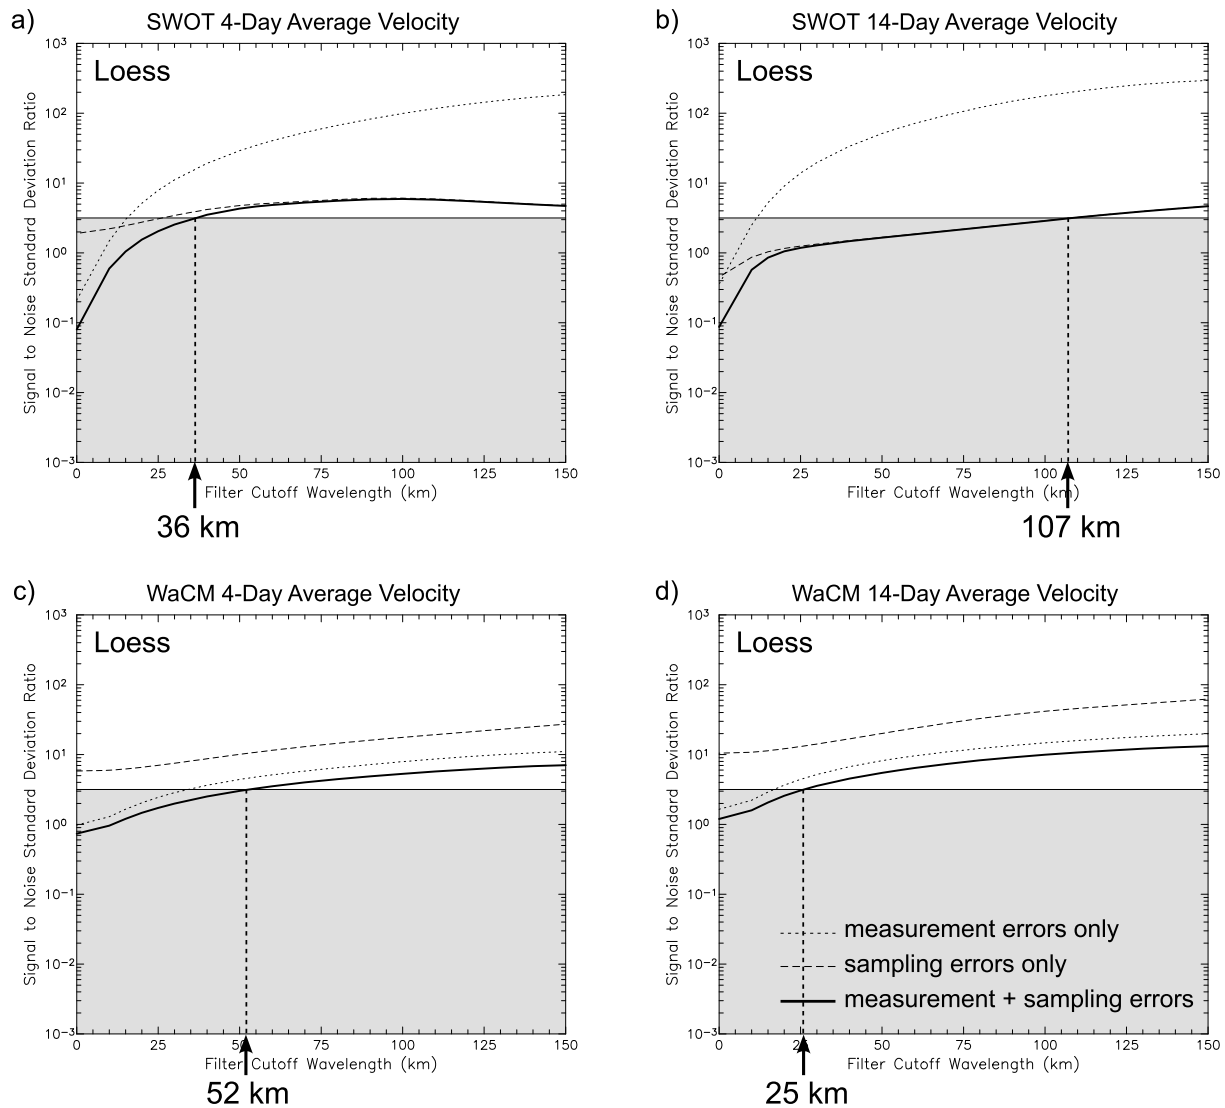 a)
SWOT 4-Day Average Velocity
Loess
Signal to Noise Standard Deviation Ratio
10³
10²
10¹
10⁰
10⁻¹
10⁻²
10⁻³
0 25 50 75 100 125 150
Filter Cutoff Wavelength (km)
36 km
b)
SWOT 14-Day Average Velocity
Loess
Signal to Noise Standard Deviation Ratio
10³
10²
10¹
10⁰
10⁻¹
10⁻²
10⁻³
0 25 50 75 100 125 150
Filter Cutoff Wavelength (km)
107 km
c)
WaCM 4-Day Average Velocity
Loess
Signal to Noise Standard Deviation Ratio
10³
10²
10¹
10⁰
10⁻¹
10⁻²
10⁻³
0 25 50 75 100 125 150
Filter Cutoff Wavelength (km)
52 km
d)
WaCM 14-Day Average Velocity
Loess
Signal to Noise Standard Deviation Ratio
10³
10²
10¹
10⁰
10⁻¹
10⁻²
10⁻³
measurement errors only
sampling errors only
measurement + sampling errors
0 25 50 75 100 125 150
Filter Cutoff Wavelength (km)
25 km